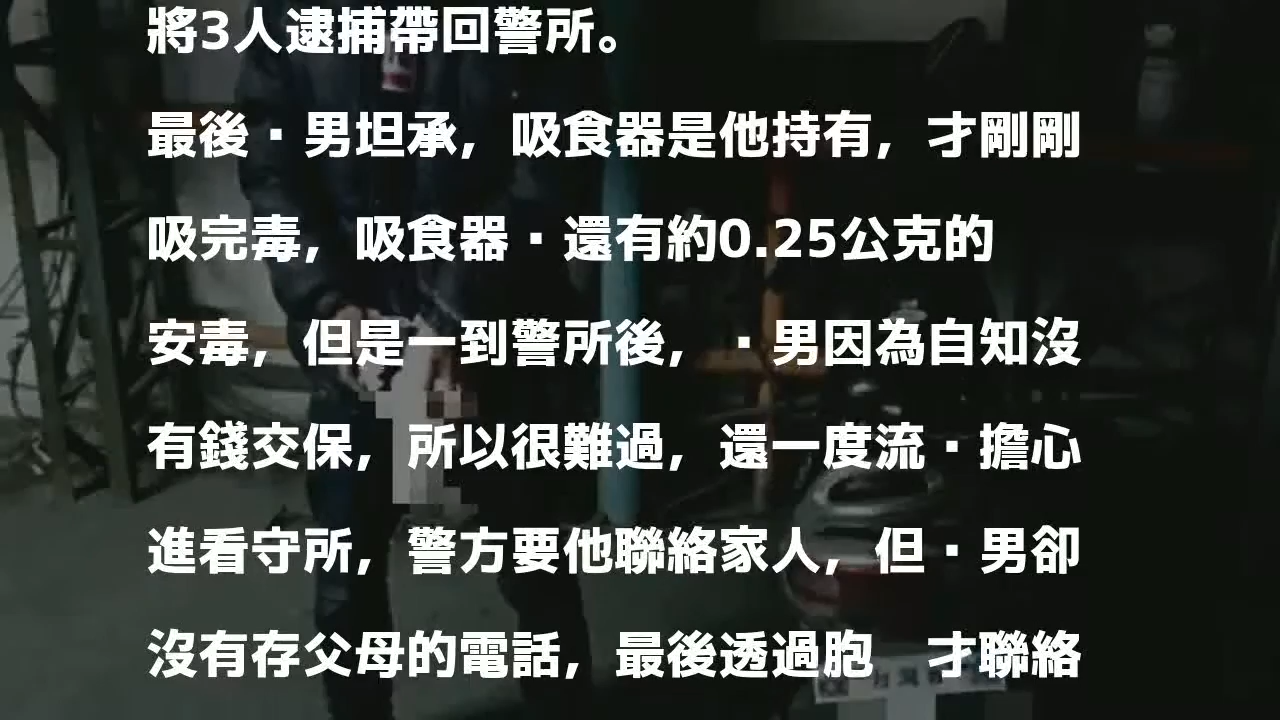 將3人逮捕帶回警所。
最後·男坦承，吸食器是他持有，才剛剛
吸完毒，吸食器·還有約0.25公克的
安毒，但是一到警所後，·男因為自知沒
有錢交保，所以很難過，還一度流·擔心
進看守所，警方要他聯絡家人，但·男卻
沒有存父母的電話，最後透過胞　才聯絡